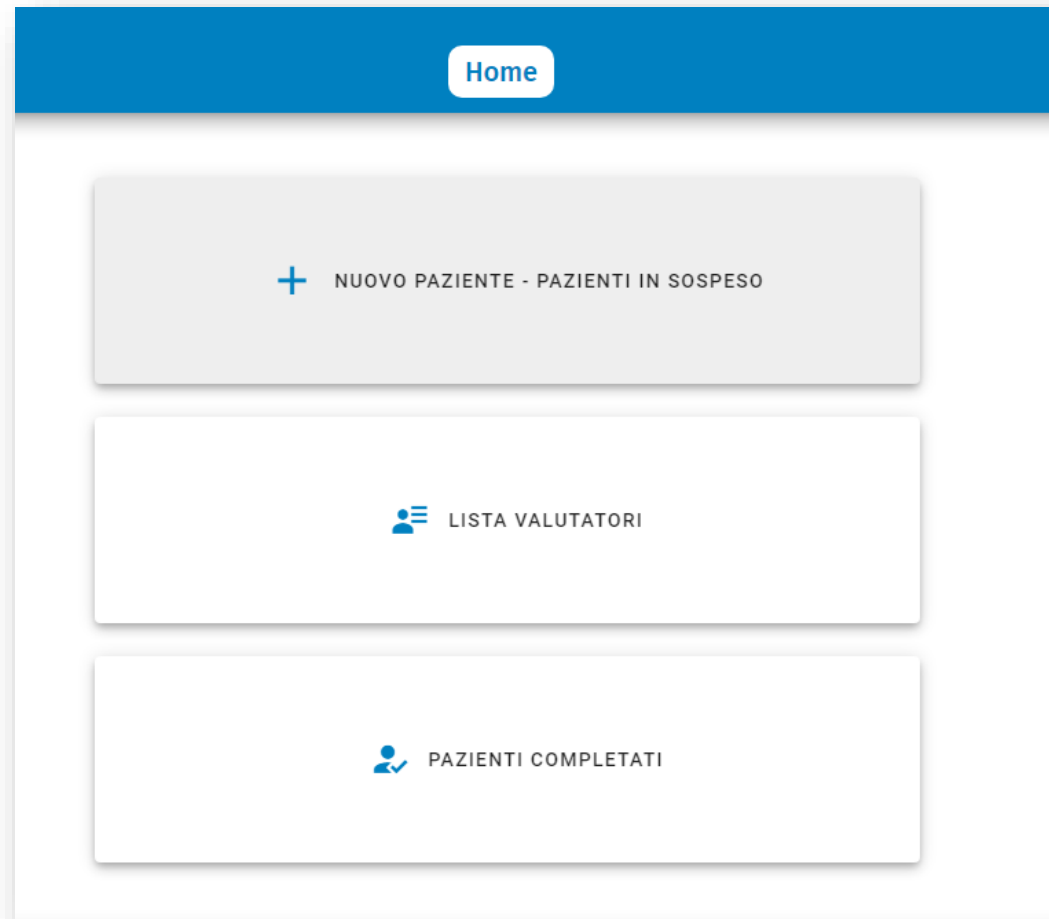 Home
NUOVO PAZIENTE - PAZIENTI IN SOSPESO
LISTA VALUTATORI
PAZIENTI COMPLETATI